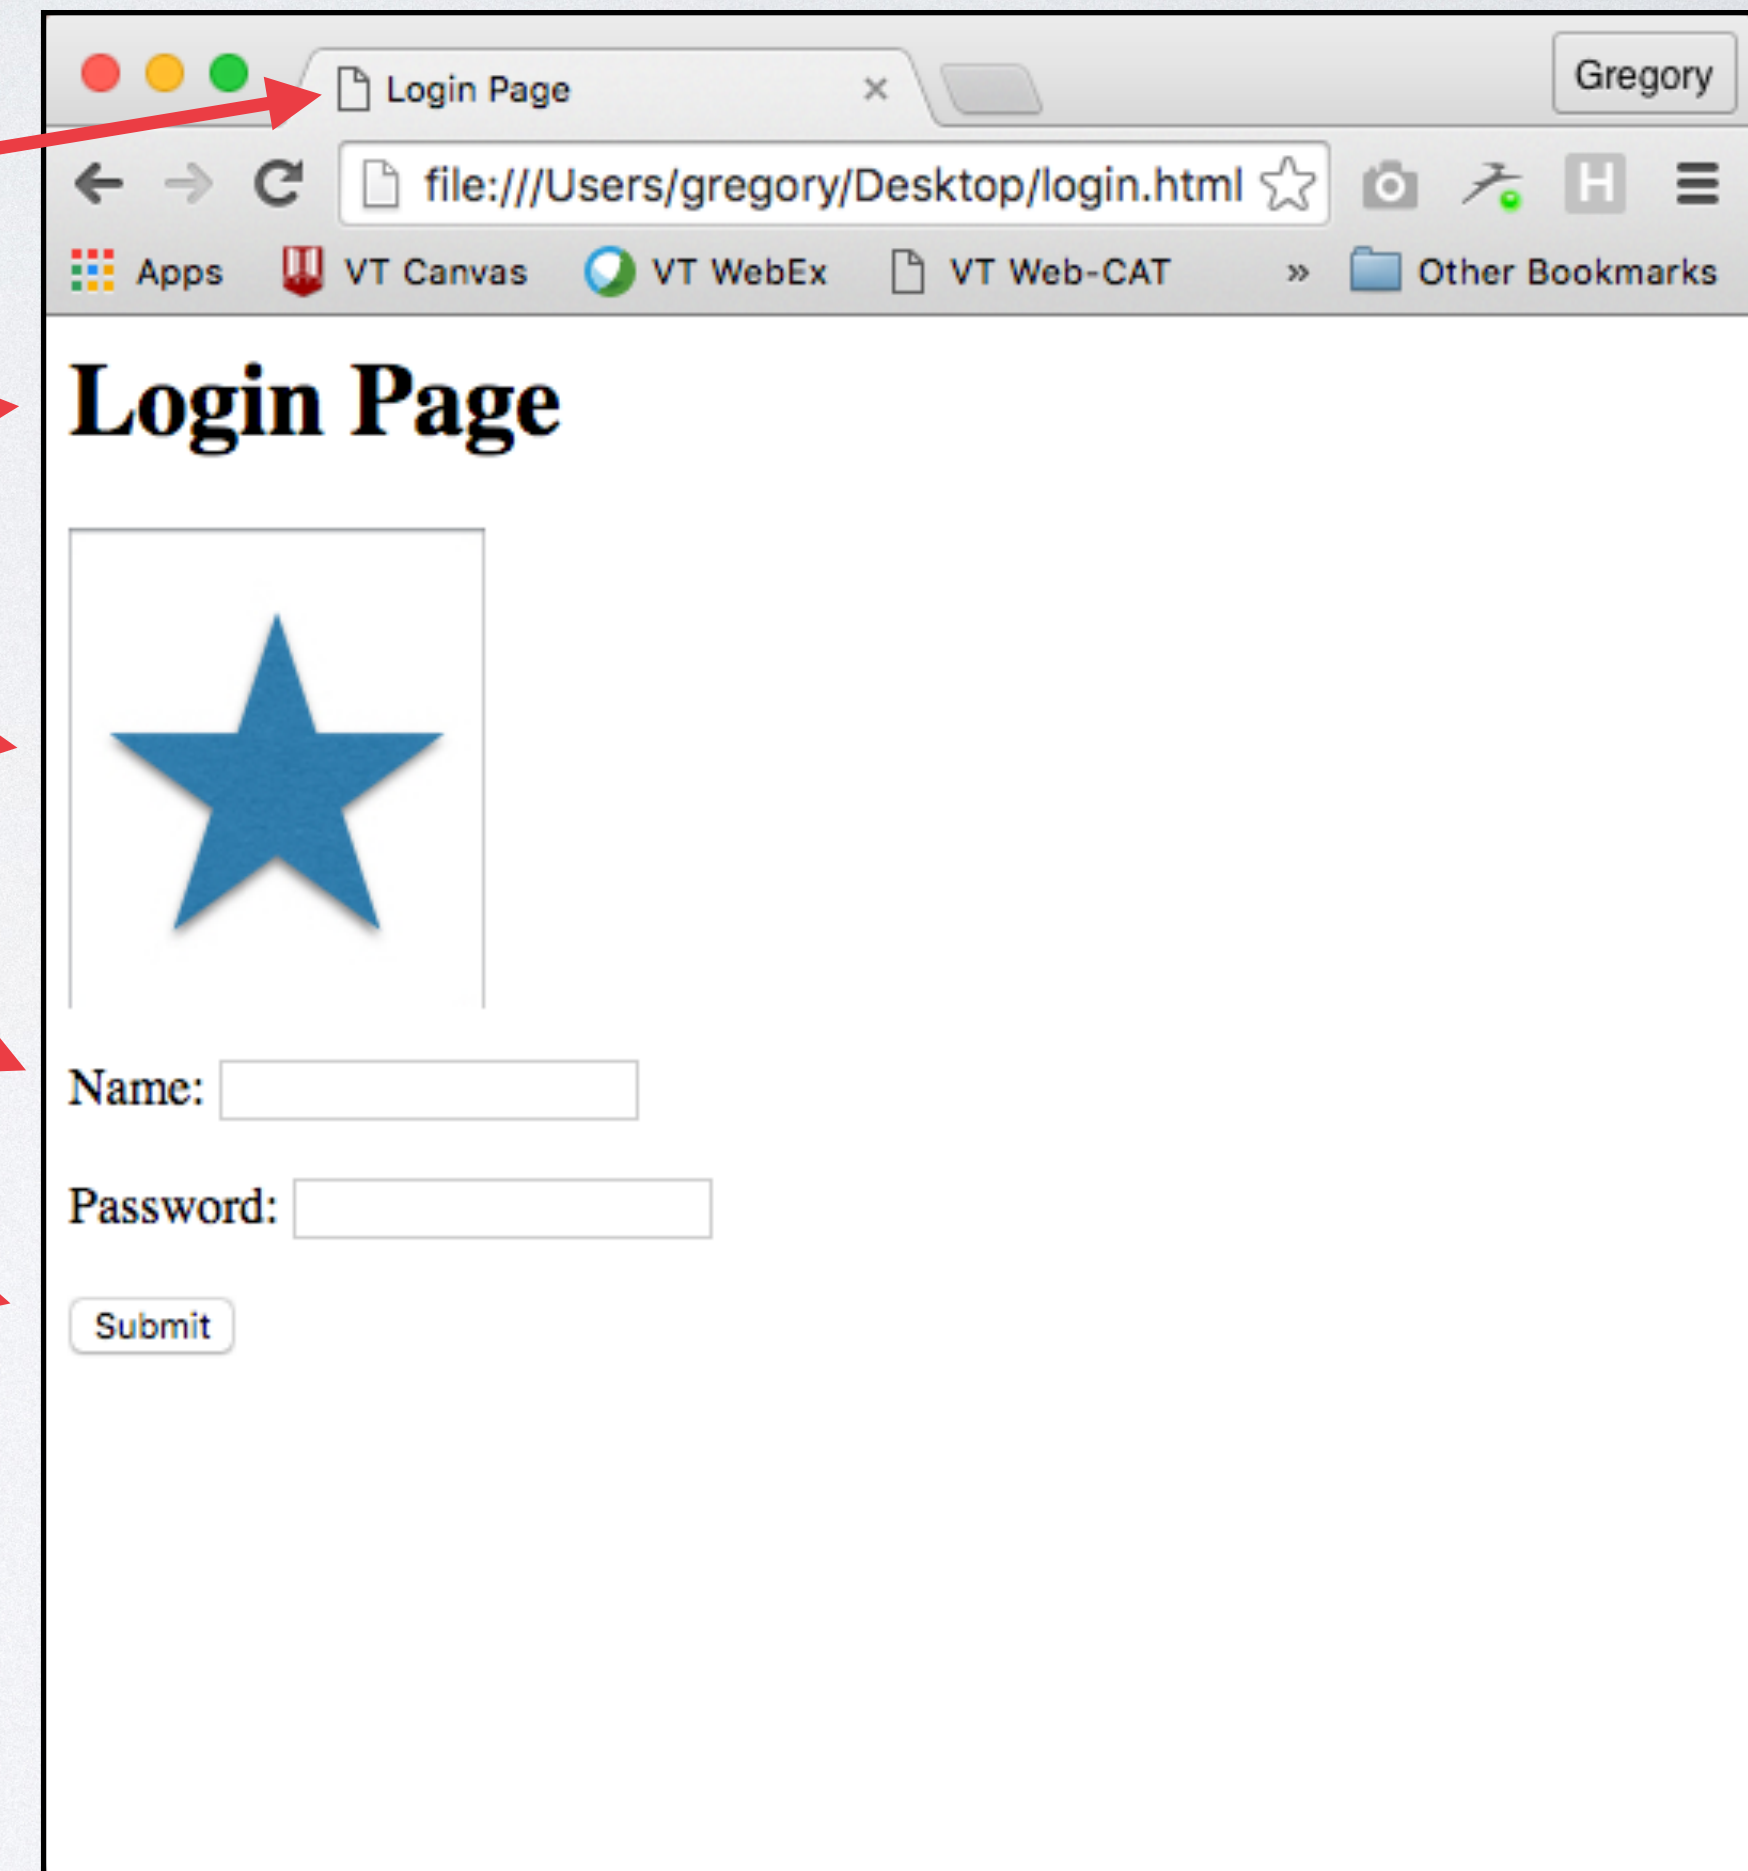 Login Page
Gregory
file:///Users/gregory/Desktop/login.html
H
Apps VT Canvas VT WebEx VT Web-CAT » Other Bookmarks
Login Page
Name:
Password:
Submit